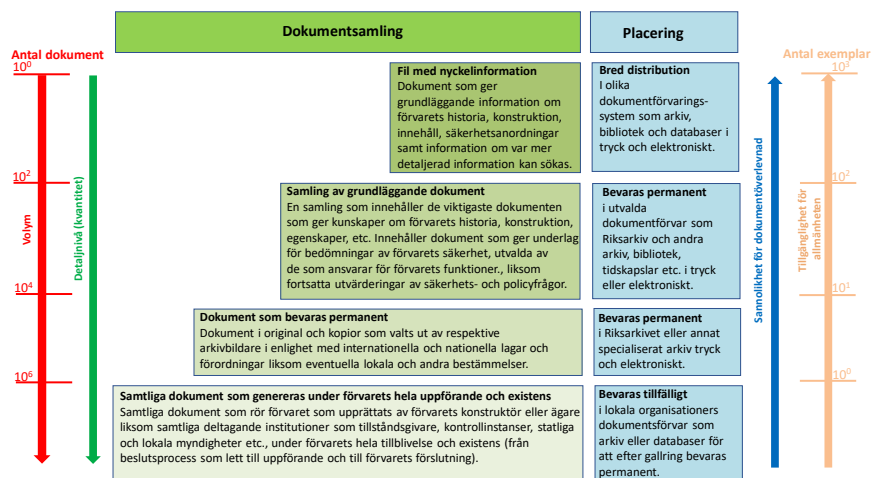 Dokumentsamling
Placering
Antal dokument
Antal exemplar
10⁰
10²
10⁴
10⁶
Volym
Detaljnivå (kvantitet)
Fil med nyckelinformation
Dokument som ger
grundläggande information om
förvarets historia, konstruktion,
innehåll, säkerhetsanordningar
samt information om var mer
detaljerad information kan sökas.
Bred distribution
I olika
dokumentförvarings-
system som arkiv,
bibliotek och databaser i
tryck och elektroniskt.
Samling av grundläggande dokument
En samling som innehåller de viktigaste dokumenten
som ger kunskaper om förvarets historia, konstruktion,
egenskaper, etc. Innehåller dokument som ger underlag
för bedömningar av förvarets säkerhet, utvalda av
de som ansvarar för förvarets funktioner., liksom
fortsatta utvärderingar av säkerhets- och policyfrågor.
Bevaras permanent
i utvalda
dokumentförvar som
Riksarkiv och andra
arkiv, bibliotek,
tidskapslar etc. i tryck
eller elektroniskt.
Dokument som bevaras permanent
Dokument i original och kopior som valts ut av respektive
arkivbildare i enlighet med internationella och nationella lagar och
förordningar liksom eventuella lokala och andra bestämmelser.
Bevaras permanent
i Riksarkivet eller annat
specialiserat arkiv tryck
och elektroniskt.
Samtliga dokument som genereras under förvarets hela uppförande och existens
Samtliga dokument som rör förvaret som upprättats av förvarets konstruktör eller ägare
liksom samtliga deltagande institutioner som tillståndsgivare, kontrollinstanser, statliga
och lokala myndigheter etc., under förvarets hela tillblivelse och existens (från
beslutsprocess som lett till uppförande och till förvarets förslutning).
Bevaras tillfälligt
i lokala organisationers
dokumentsförvar som
arkiv eller databaser för
att efter gallring bevaras
permanent.
Sannolikhet för dokumentöverlevnad
Tillgänglighet för
allmänheten
10³
10²
10¹
10⁰